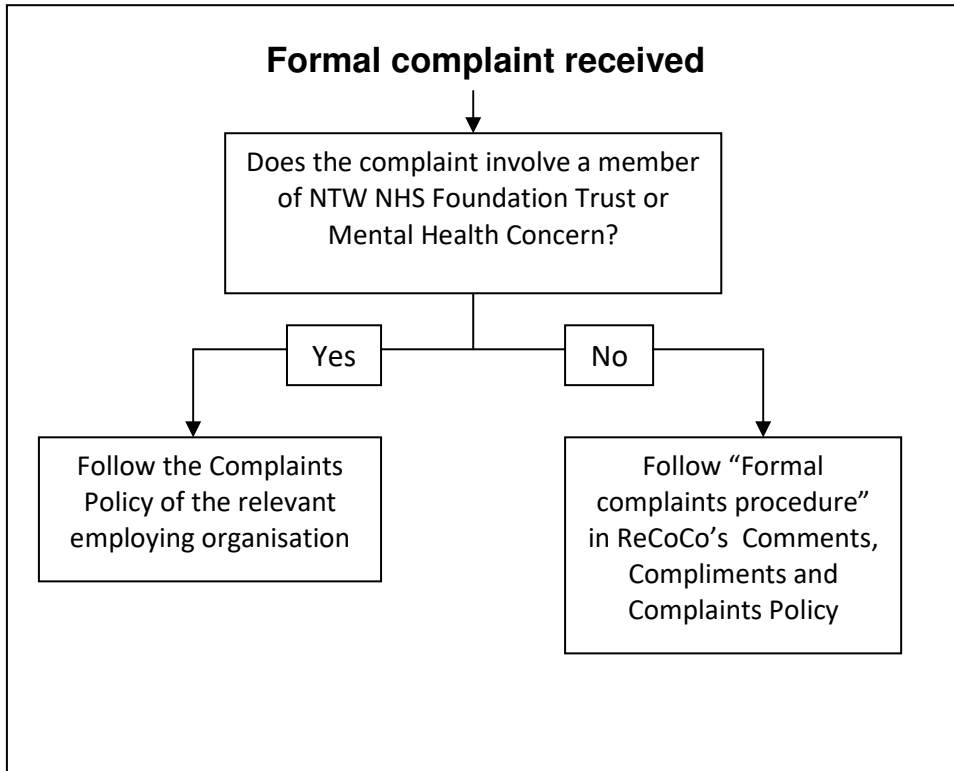 Formal complaint received
Does the complaint involve a member
of NTW NHS Foundation Trust or
Mental Health Concern?
Yes
No
Follow the Complaints
Policy of the relevant
employing organisation
Follow “Formal
complaints procedure”
in ReCoCo’s Comments,
Compliments and
Complaints Policy